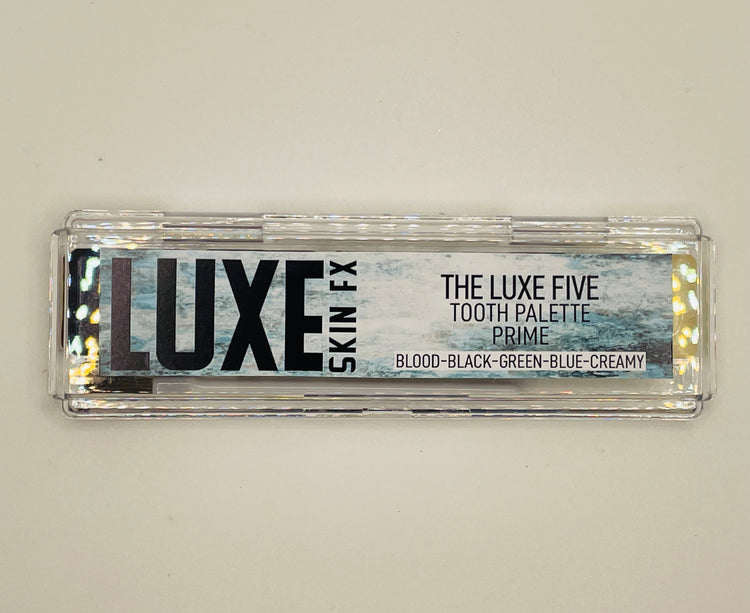 LUXE
SKIN FX
THE LUXE FIVE
TOOTH PALETTE
PRIME
BLOOD-BLACK-GREEN-BLUE-CREAMY